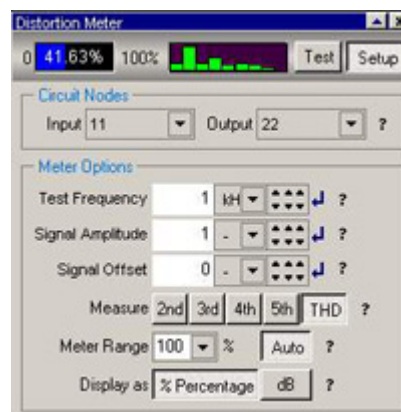 Distortion Meter
0 41.63% 100% Test Setup
Circuit Nodes
Input 11 Output 22 ?
Meter Options
Test Frequency 1 kH ?
Signal Amplitude 1 - ?
Signal Offset 0 - ?
Measure 2nd 3rd 4th 5th THD ?
Meter Range 100 % Auto ?
Display as % Percentage dB ?